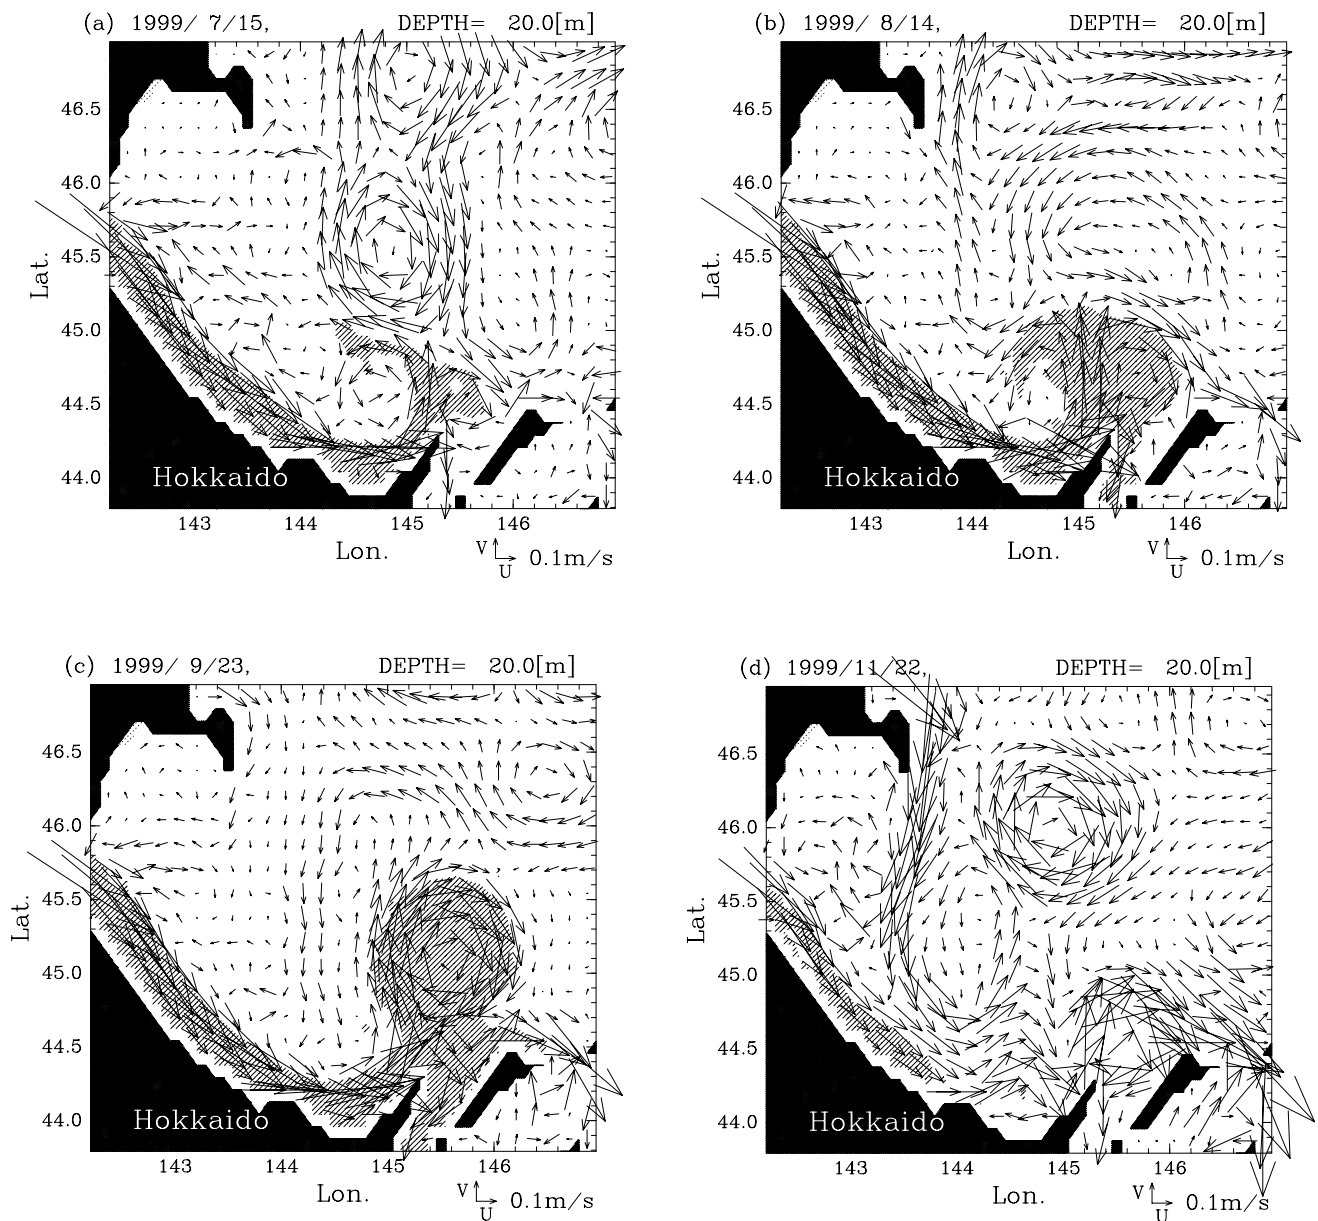 (a) 1999/ 7/15, DEPTH= 20.0[m]
46.5
46.0
45.5
45.0
44.5
44.0
Lat.
Hokkaido
143 144 145 146
Lon.
V
U 0.1m/s
(b) 1999/ 8/14, DEPTH= 20.0[m]
46.5
46.0
45.5
45.0
44.5
44.0
Lat.
Hokkaido
143 144 145 146
Lon.
V
U 0.1m/s
(c) 1999/ 9/23, DEPTH= 20.0[m]
46.5
46.0
45.5
45.0
44.5
44.0
Lat.
Hokkaido
143 144 145 146
Lon.
V
U 0.1m/s
(d) 1999/11/22, DEPTH= 20.0[m]
46.5
46.0
45.5
45.0
44.5
44.0
Lat.
Hokkaido
143 144 145 146
Lon.
V
U 0.1m/s